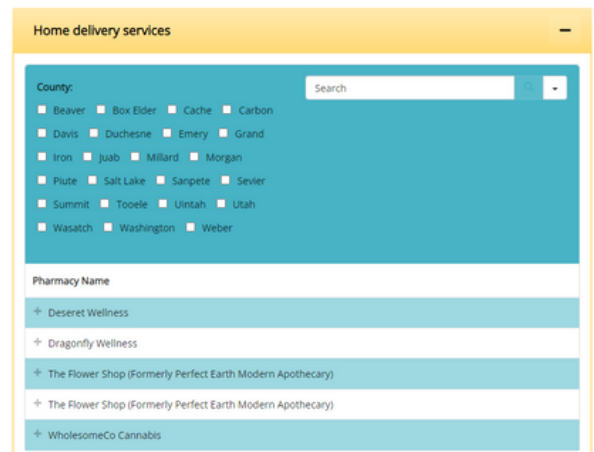 Home delivery services
County:
Search
Beaver Box Elder Cache Carbon
Davis Duchesne Emery Grand
Iron Juab Millard Morgan
Piute Salt Lake Sanpete Sevier
Summit Tooele Uintah Utah
Wasatch Washington Weber
Pharmacy Name
Deseret Wellness
Dragonfly Wellness
The Flower Shop (Formerly Perfect Earth Modern Apothecary)
The Flower Shop (Formerly Perfect Earth Modern Apothecary)
WholesomeCo Cannabis